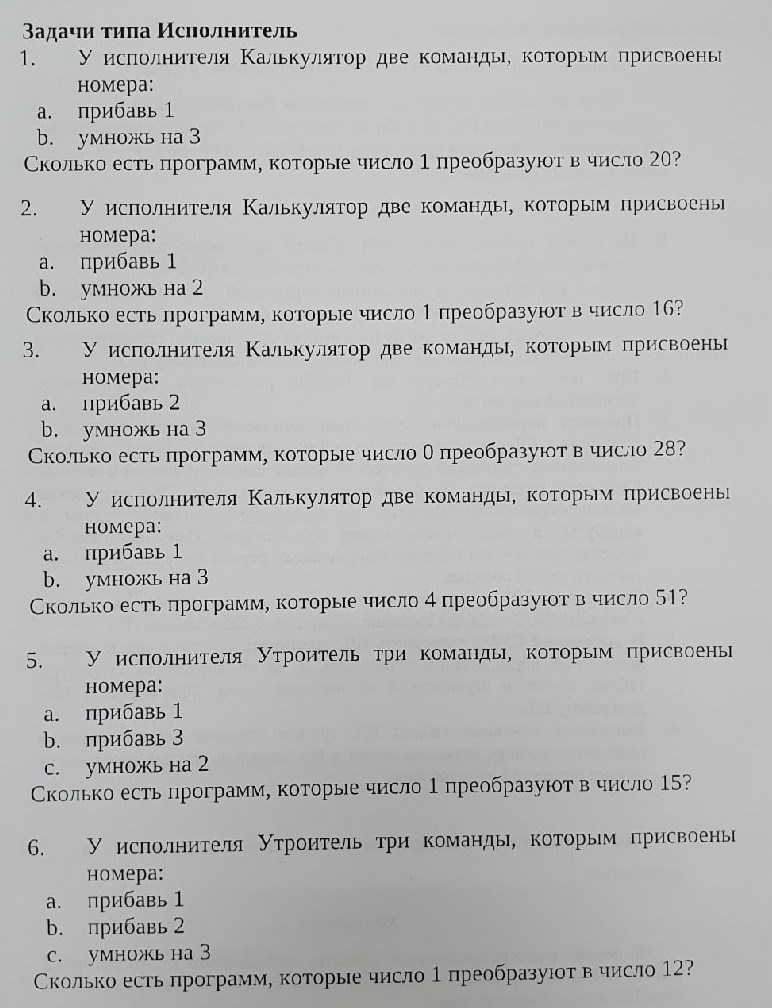 Задачи типа Исполнитель
1. У исполнителя Калькулятор две команды, которым присвоены
номера:
a. прибавь 1
b. умножь на 3
Сколько есть программ, которые число 1 преобразуют в число 20?
2. У исполнителя Калькулятор две команды, которым присвоены
номера:
a. прибавь 1
b. умножь на 2
Сколько есть программ, которые число 1 преобразуют в число 16?
3. У исполнителя Калькулятор две команды, которым присвоены
номера:
a. прибавь 2
b. умножь на 3
Сколько есть программ, которые число 0 преобразуют в число 28?
4. У исполнителя Калькулятор две команды, которым присвоены
номера:
a. прибавь 1
b. умножь на 3
Сколько есть программ, которые число 4 преобразуют в число 51?
5. У исполнителя Утроитель три команды, которым присвоены
номера:
a. прибавь 1
b. прибавь 3
c. умножь на 2
Сколько есть программ, которые число 1 преобразуют в число 15?
6. У исполнителя Утроитель три команды, которым присвоены
номера:
a. прибавь 1
b. прибавь 2
c. умножь на 3
Сколько есть программ, которые число 1 преобразуют в число 12?